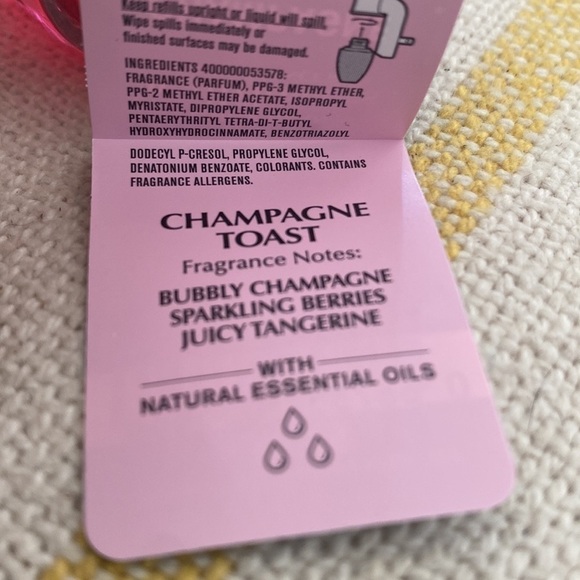 Keep refills upright or liquid will spill.
Wipe spills immediately or
finished surfaces may be damaged.
INGREDIENTS 400000053578:
FRAGRANCE (PARFUM), PPG-3 METHYL ETHER,
PPG-2 METHYL ETHER ACETATE, ISOPROPYL
MYRISTATE, DIPROPYLENE GLYCOL,
PENTAERYTHRITYL TETRA-DI-T-BUTYL
HYDROXYHYDROCINNAMATE, BENZOTRIAZOLYL
DODECYL P-CRESOL, PROPYLENE GLYCOL,
DENATONIUM BENZOATE, COLORANTS. CONTAINS
FRAGRANCE ALLERGENS.
CHAMPAGNE
TOAST
Fragrance Notes:
BUBBLY CHAMPAGNE
SPARKLING BERRIES
JUICY TANGERINE
WITH
NATURAL ESSENTIAL OILS